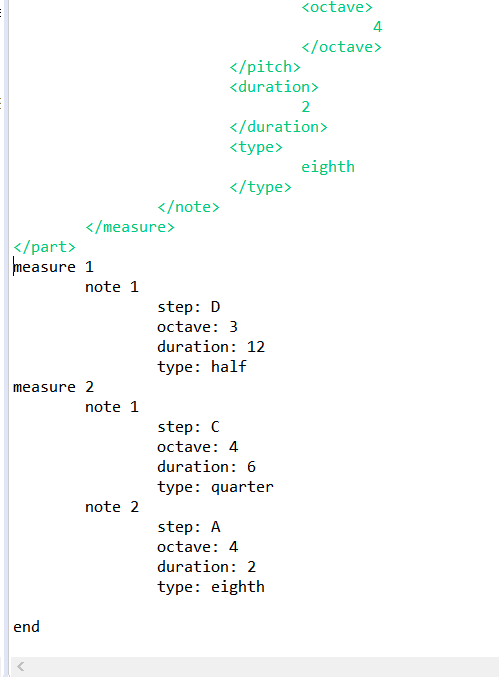 <octave>
4
</octave>
</pitch>
<duration>
2
</duration>
<type>
eighth
</type>
</note>
</measure>
</part>
measure 1
note 1
step: D
octave: 3
duration: 12
type: half
measure 2
note 1
step: C
octave: 4
duration: 6
type: quarter
note 2
step: A
octave: 4
duration: 2
type: eighth
end